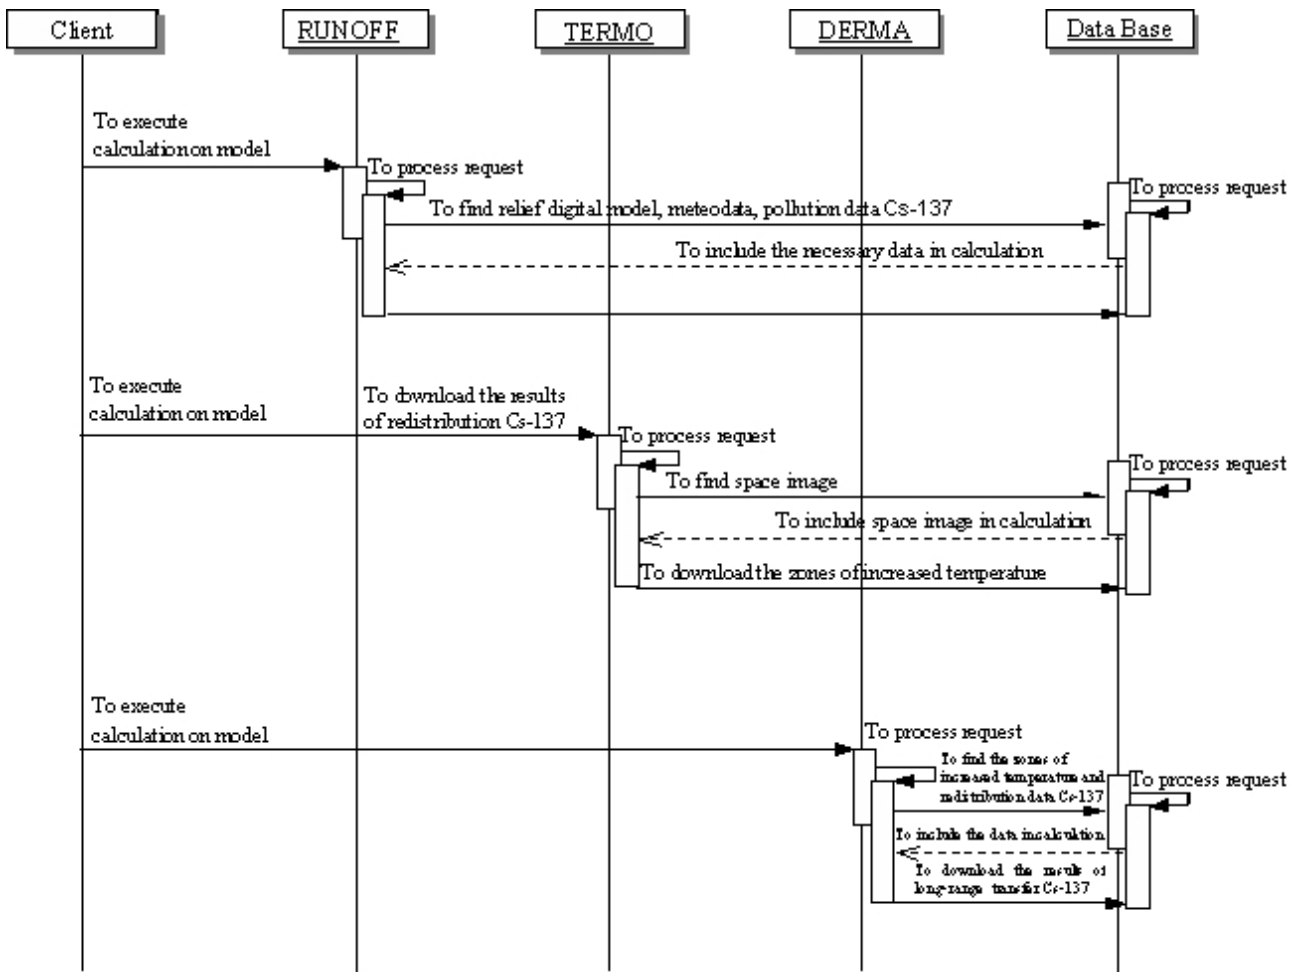 Client
RUNOFF
TERMO
DERMA
Data Base
To execute
calculation on model
To process request
To process request
To find relief digital model, meteodata, pollution data Cs-137
To include the necessary data in calculation
To execute
calculation on model
To download the results
of redistribution Cs-137
To process request
To process request
To find space image
To include space image in calculation
To download the zones of increased temperature
To execute
calculation on model
To process request
To find the zones of
increased temperature and
reditribution data Cs-137
To process request
To include the data in calculation
To download the results of
long-range transfer Cs-137